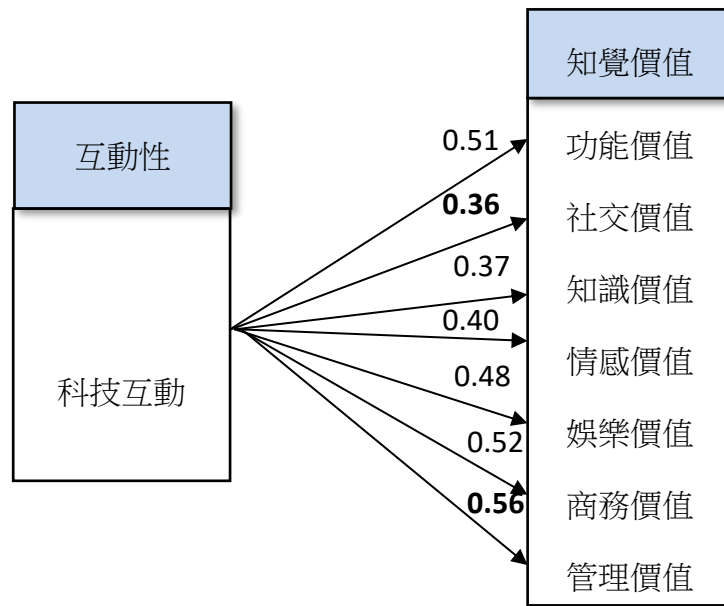 互動性
科技互動
0.51
0.36
0.37
0.40
0.48
0.52
0.56
知覺價值
功能價值
社交價值
知識價值
情感價值
娛樂價值
商務價值
管理價值